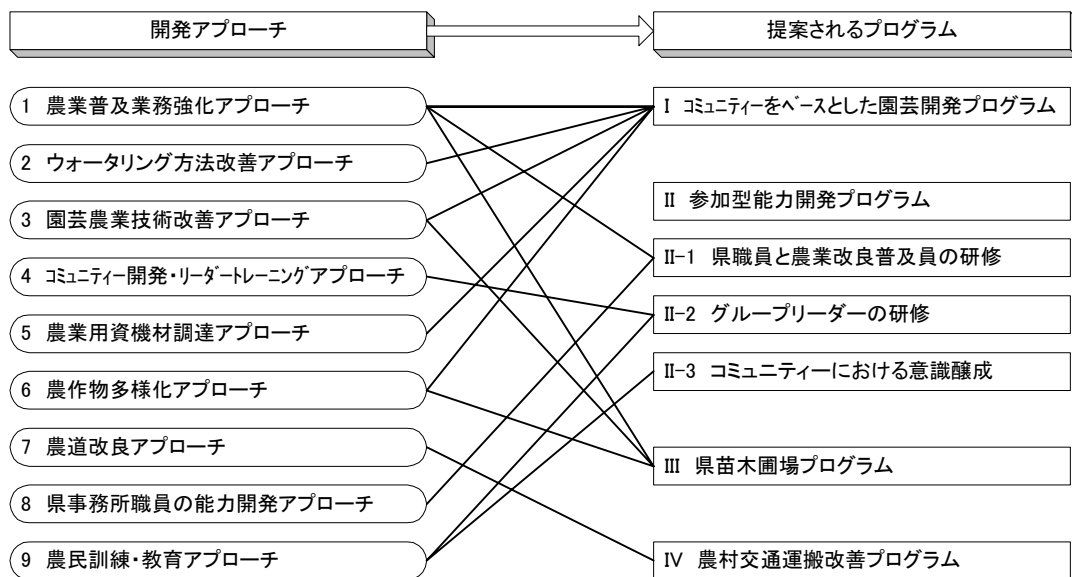 開発アプローチ
提案されるプログラム
1 農業普及業務強化アプローチ
2 ウォータリング方法改善アプローチ
3 園芸農業技術改善アプローチ
4 コミュニティー開発・リーダートレーニングアプローチ
5 農業用資機材調達アプローチ
6 農作物多様化アプローチ
7 農道改良アプローチ
8 県事務所職員の能力開発アプローチ
9 農民訓練・教育アプローチ
I コミュニティーをベースとした園芸開発プログラム
II 参加型能力開発プログラム
II-1 県職員と農業改良普及員の研修
II-2 グループリーダーの研修
II-3 コミュニティーにおける意識醸成
III 県苗木圃場プログラム
IV 農村交通運搬改善プログラム